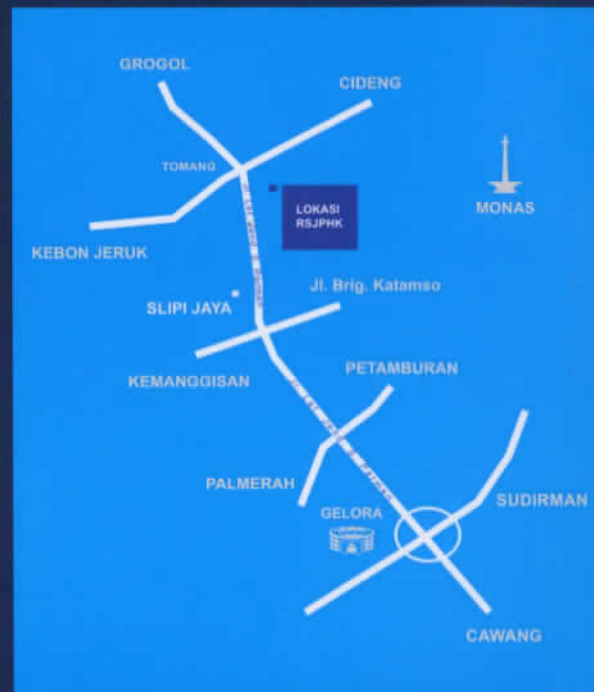 GROGOL
CIDENG
TOMANG
MONAS
LOKASI
RSJPHK
KEBON JERUK
Jl. Brig. Katamso
SLIPI JAYA
PETAMBURAN
KEMANGGISAN
PALMERAH
SUDIRMAN
GELORA
CAWANG